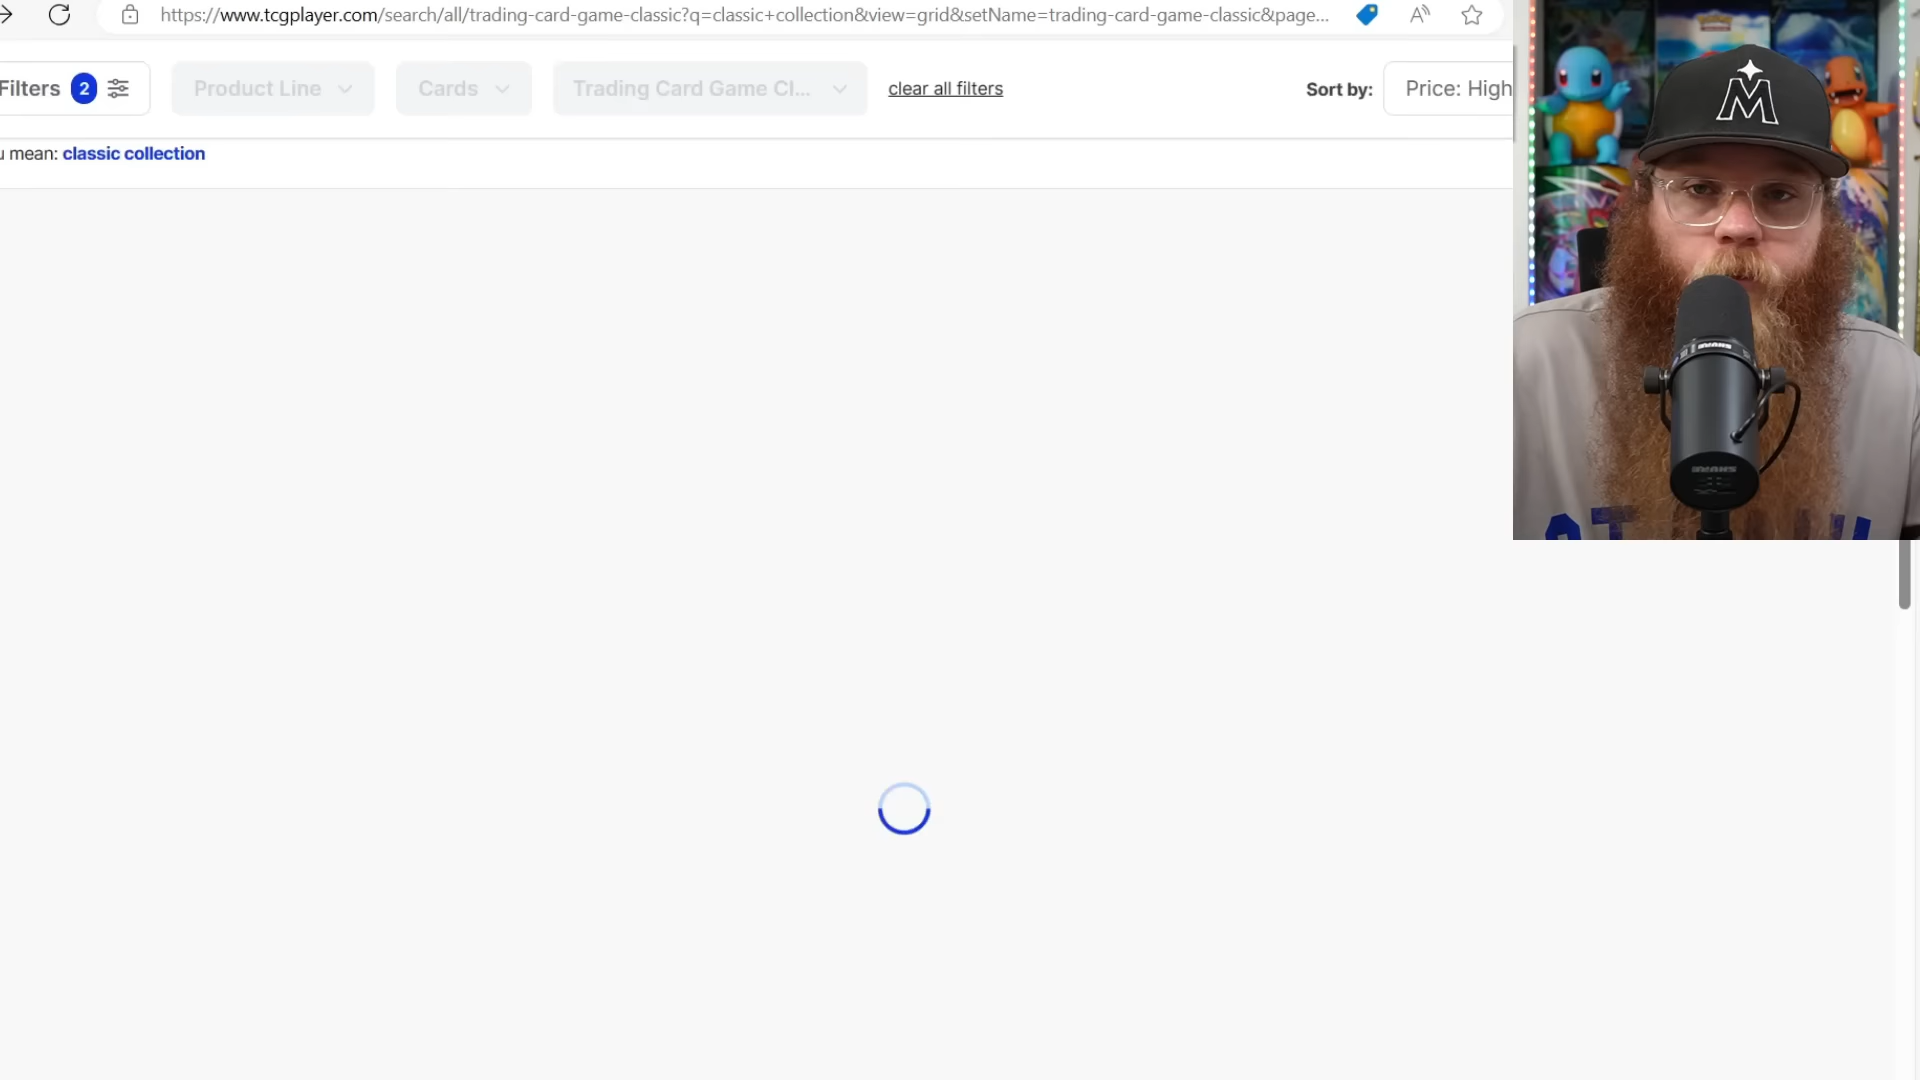 https://www.tcgplayer.com/search/all/trading-card-game-classic?q=classic+collection&view=grid&setName=trading-card-game-classic&page...
Filters 2
Product Line
Cards
Trading Card Game Cl...
clear all filters
Sort by:
Price: High
u mean: classic collection
M